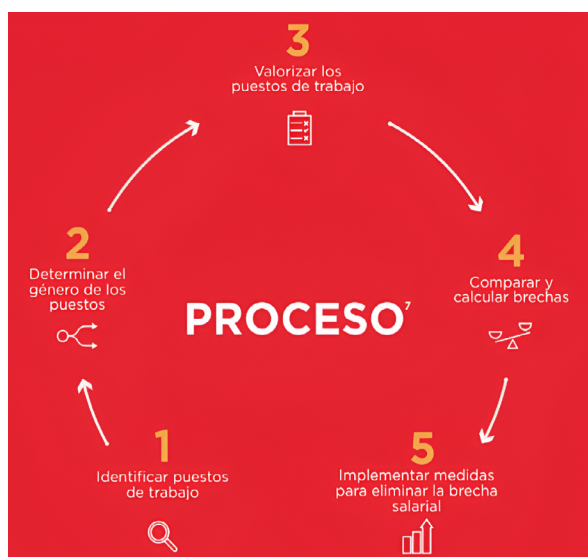 3
Valorizar los
puestos de trabajo
2
Determinar el
género de los
puestos
4
Comparar y
calcular brechas
PROCESO⁷
1
Identificar puestos
de trabajo
5
Implementar medidas
para eliminar la brecha
salarial